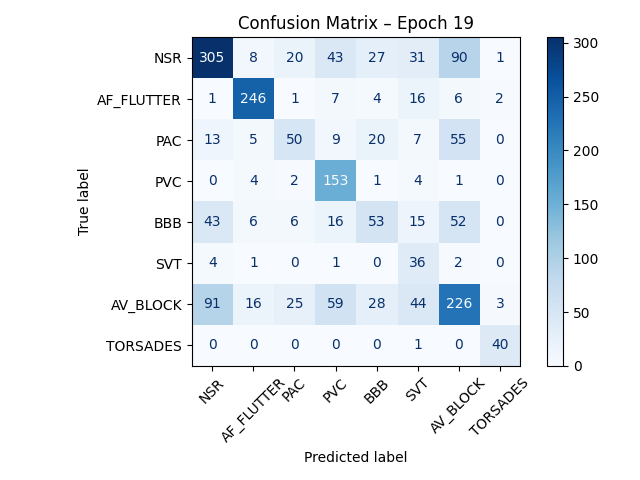 Confusion Matrix – Epoch 19
True label
NSR 305 8 20 43 27 31 90 1
AF_FLUTTER 1 246 1 7 4 16 6 2
PAC 13 5 50 9 20 7 55 0
PVC 0 4 2 153 1 4 1 0
BBB 43 6 6 16 53 15 52 0
SVT 4 1 0 1 0 36 2 0
AV_BLOCK 91 16 25 59 28 44 226 3
TORSADES 0 0 0 0 0 1 0 40
NSR AF_FLUTTER PAC PVC BBB SVT AV_BLOCK TORSADES
Predicted label
300
250
200
150
100
50
0